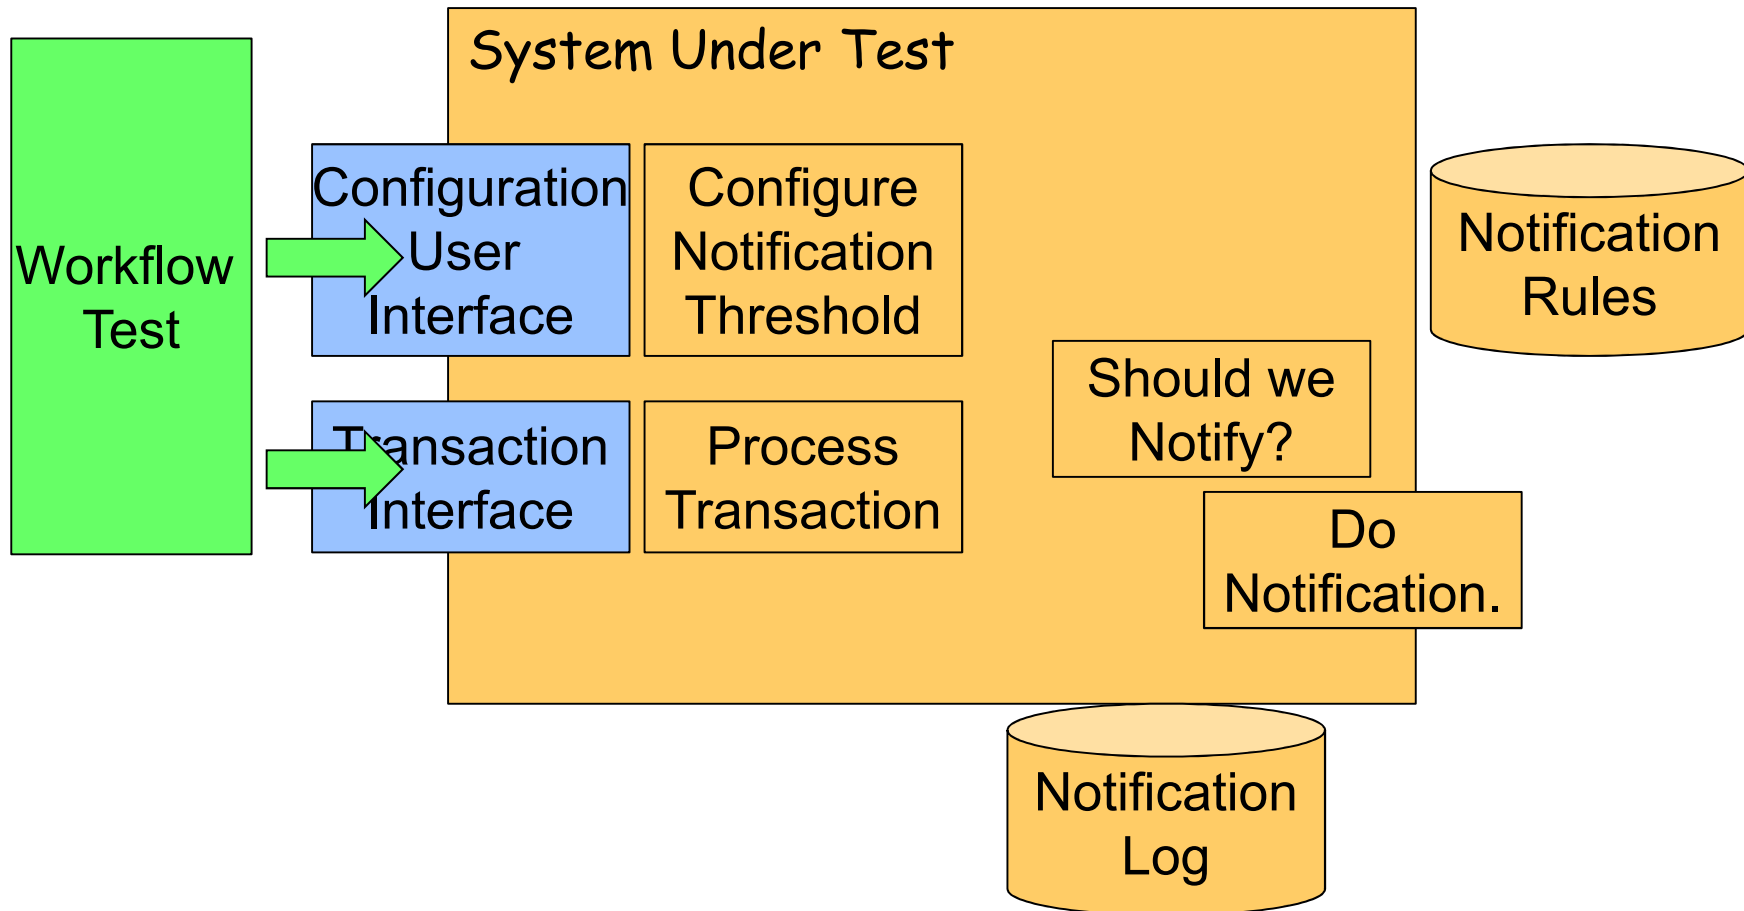 System Under Test
Workflow
Test
Configuration
User
Interface
Configure
Notification
Threshold
Notification
Rules
Should we
Notify?
Transaction
Interface
Process
Transaction
Do
Notification.
Notification
Log